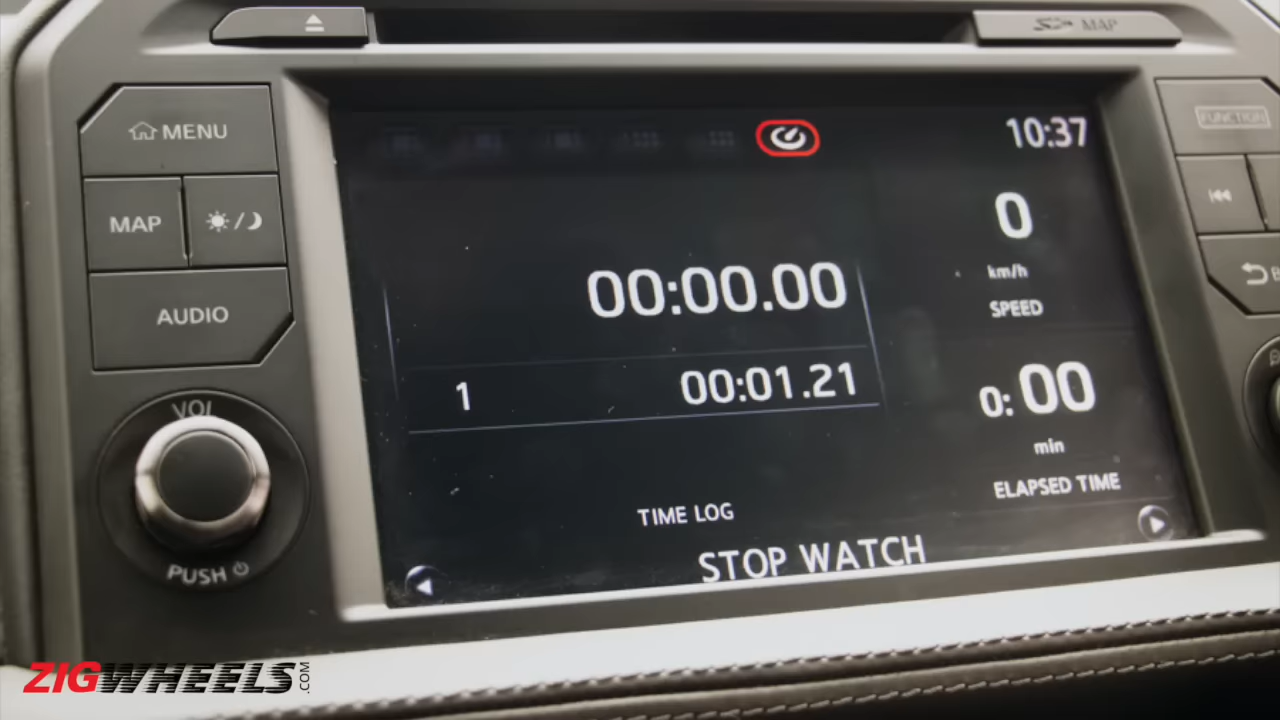 MAP
MENU
10:37
FUNCTION
MAP
0
km/h
00:00.00
SPEED
AUDIO
1 00:01.21
0:00
min
VOL
ELAPSED TIME
TIME LOG
STOP WATCH
PUSH
ZIGWHEELS.COM